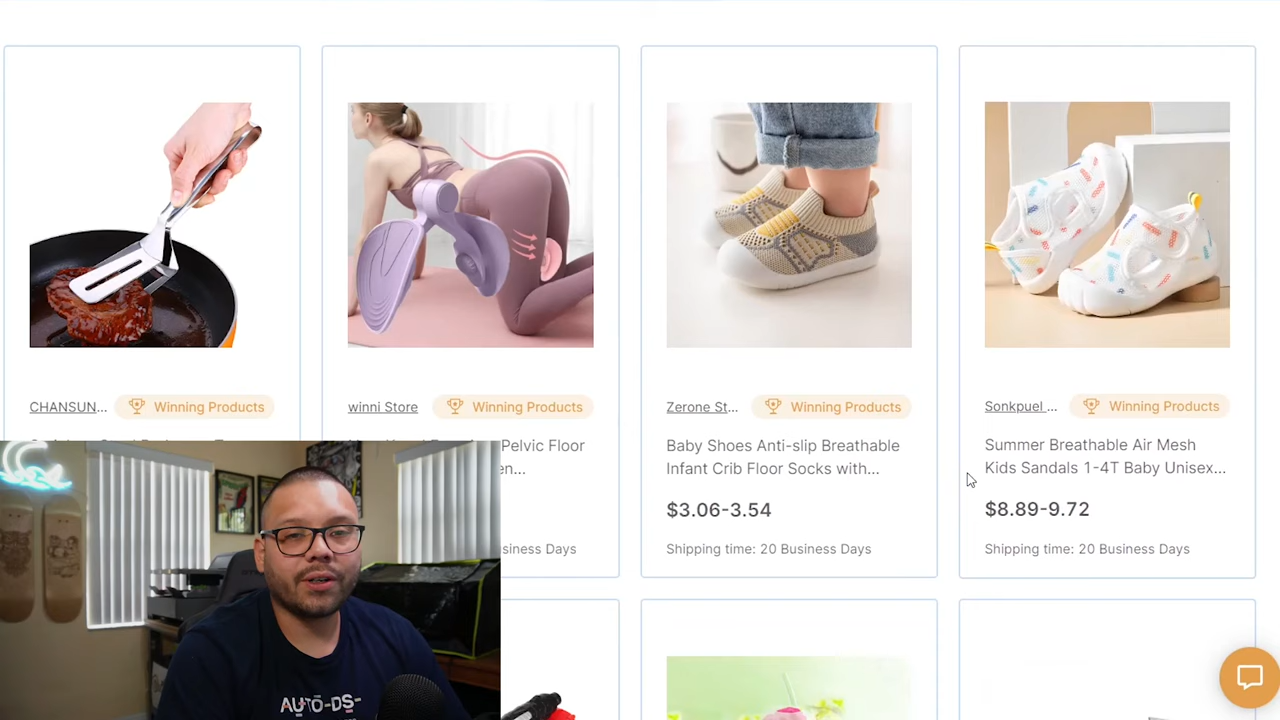 CHANSUN...
Winning Products
winni Store
Winning Products
Pelvic Floor
Zerone St...
Winning Products
Baby Shoes Anti-slip Breathable
Infant Crib Floor Socks with...
$3.06-3.54
Shipping time: 20 Business Days
Sonkpuel ...
Winning Products
Summer Breathable Air Mesh
Kids Sandals 1-4T Baby Unisex...
$8.89-9.72
Shipping time: 20 Business Days
siness Days
AUTO-DS-